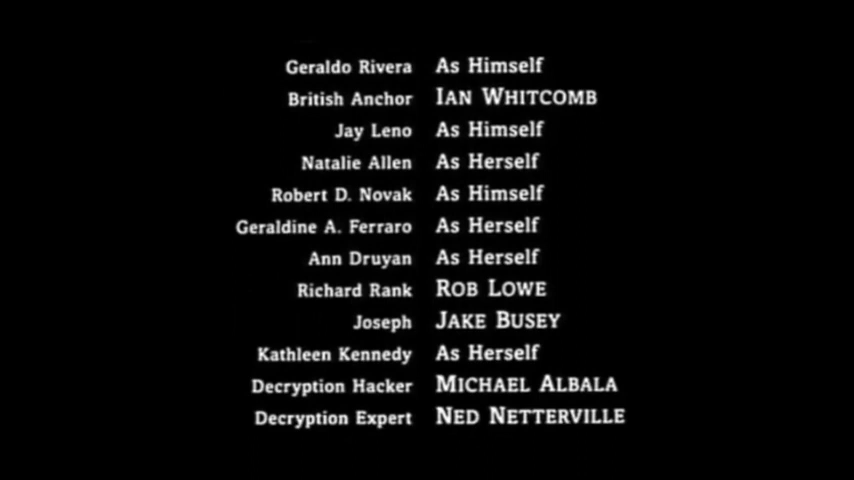 Geraldo Rivera As Himself
British Anchor IAN WHITCOMB
Jay Leno As Himself
Natalie Allen As Herself
Robert D. Novak As Himself
Geraldine A. Ferraro As Herself
Ann Druyan As Herself
Richard Rank ROB LOWE
Joseph JAKE BUSEY
Kathleen Kennedy As Herself
Decryption Hacker MICHAEL ALBALA
Decryption Expert NED NETTERVILLE